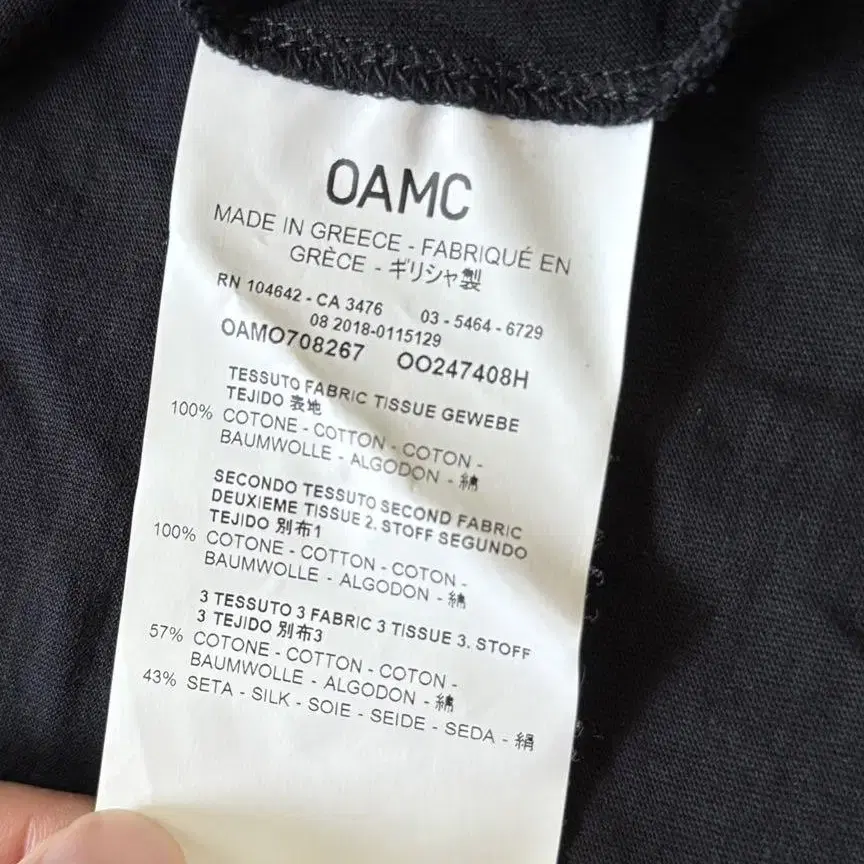 OAMC
MADE IN GREECE - FABRIQUÉ EN
GRÈCE - ギリシャ製
RN 104642 - CA 3476 03 - 5464 - 6729
08 2018-0115129
OAMO708267 OO247408H
TESSUTO FABRIC TISSUE GEWEBE
TEJIDO 表地
100% COTONE - COTTON - COTON -
BAUMWOLLE - ALGODON - 綿
SECONDO TESSUTO SECOND FABRIC
DEUXIEME TISSUE 2. STOFF SEGUNDO
TEJIDO 別布1
100% COTONE - COTTON - COTON -
BAUMWOLLE - ALGODON - 綿
3 TESSUTO 3 FABRIC 3 TISSUE 3. STOFF
3 TEJIDO 別布3
57% COTONE - COTTON - COTON -
BAUMWOLLE - ALGODON - 綿
43% SETA - SILK - SOIE - SEIDE - SEDA - 絹